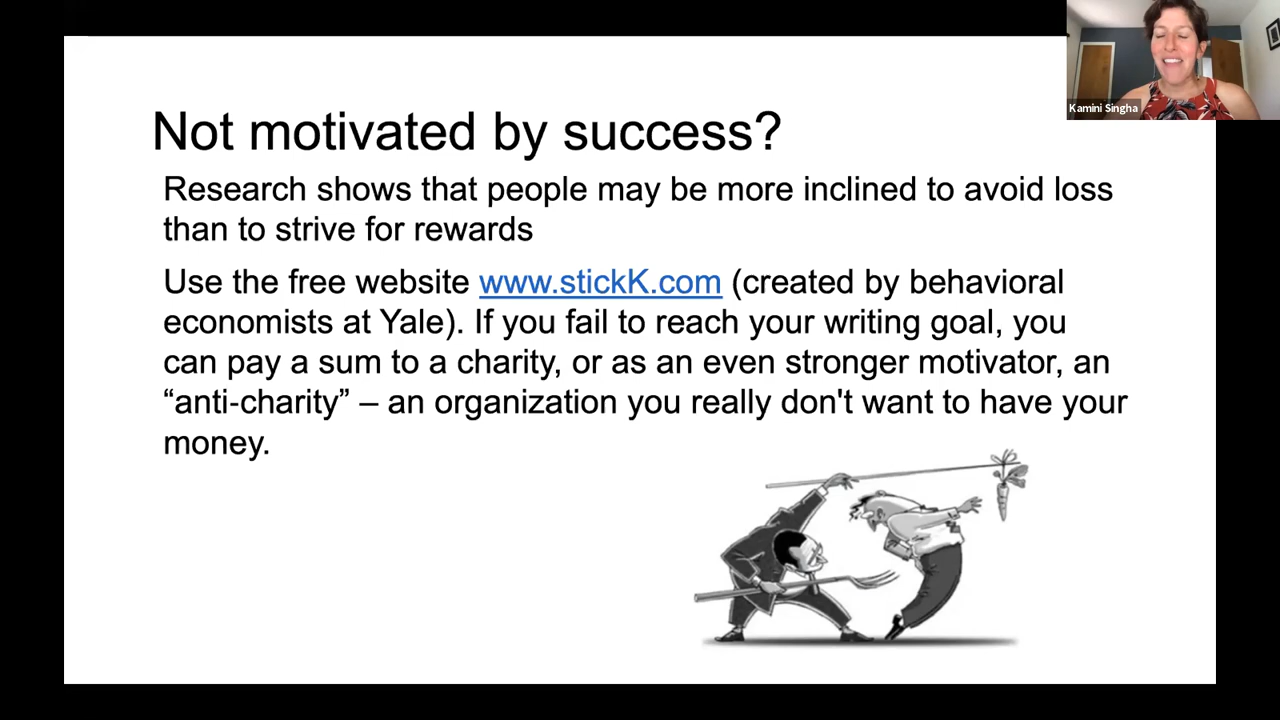 Kamini Singha
Not motivated by success?
Research shows that people may be more inclined to avoid loss
than to strive for rewards
Use the free website www.stickK.com (created by behavioral
economists at Yale). If you fail to reach your writing goal, you
can pay a sum to a charity, or as an even stronger motivator, an
“anti-charity” – an organization you really don't want to have your
money.